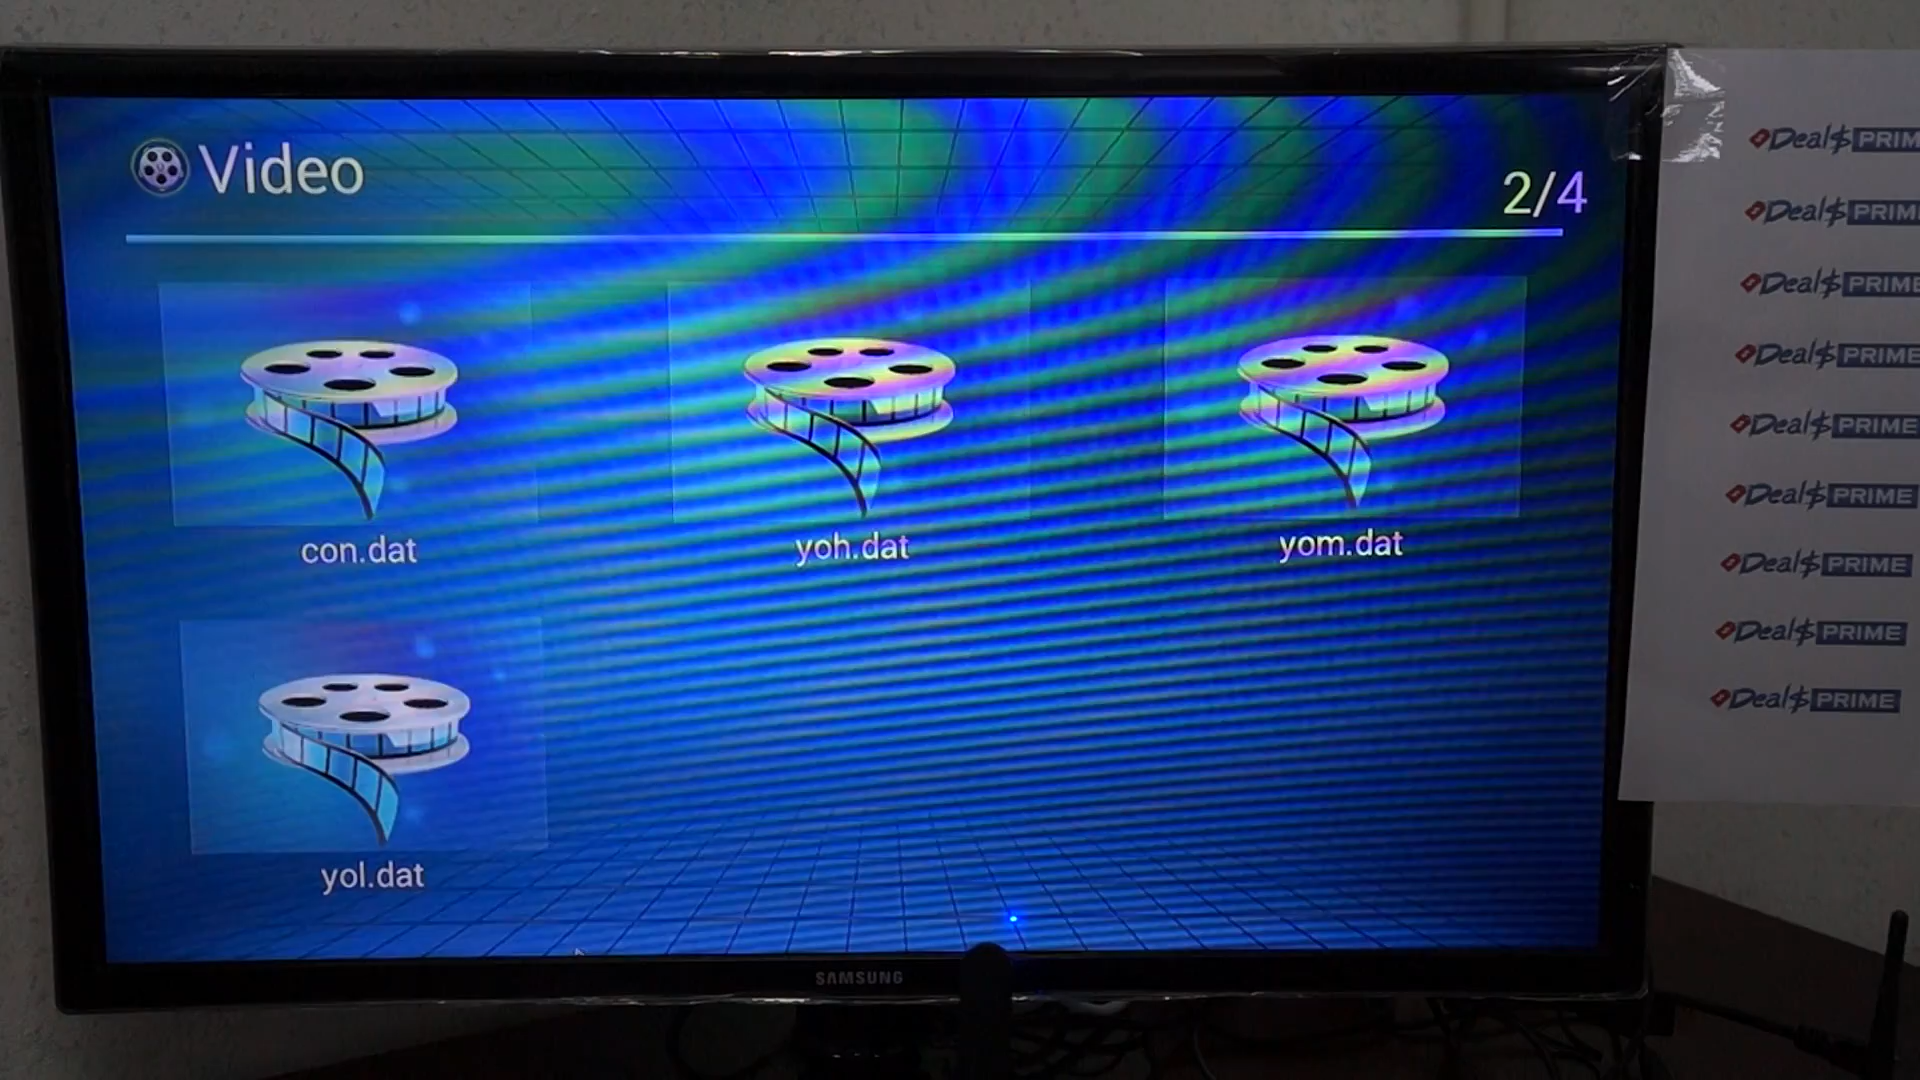 Video
2/4
con.dat
yoh.dat
yom.dat
yol.dat
SAMSUNG
Deal$ PRIM
Deal$ PRIM
Deal$ PRIME
Deal$ PRIME
Deal$ PRIME
Deal$ PRIME
Deal$ PRIME
Deal$ PRIME
Deal$ PRIME